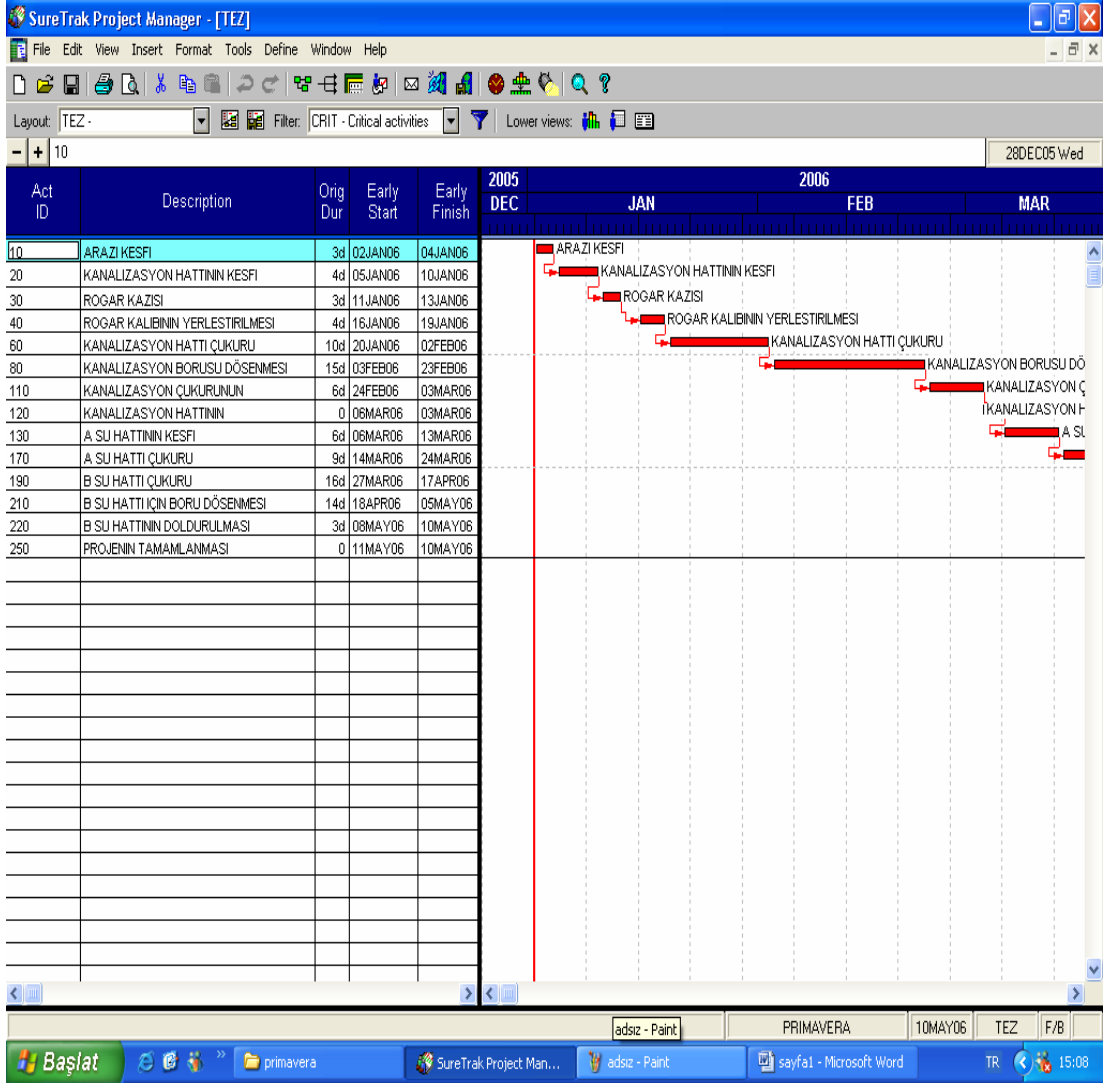 SureTrak Project Manager - [TEZ]
File Edit View Insert Format Tools Define Window Help
Layout: TEZ - Filter: CRIT - Critical activities Lower views:
- + 10 28DEC05 Wed
Act ID Description Orig Dur Early Start Early Finish
2005 2006
DEC JAN FEB MAR
10 ARAZI KESFI 3d 02JAN06 04JAN06 ARAZI KESFI
20 KANALIZASYON HATTININ KESFI 4d 05JAN06 10JAN06 KANALIZASYON HATTININ KESFI
30 ROGAR KAZISI 3d 11JAN06 13JAN06 ROGAR KAZISI
40 ROGAR KALIBININ YERLESTIRILMESI 4d 16JAN06 19JAN06 ROGAR KALIBININ YERLESTIRILMESI
60 KANALIZASYON HATTI ÇUKURU 10d 20JAN06 02FEB06 KANALIZASYON HATTI ÇUKURU
80 KANALIZASYON BORUSU DÖSENMESI 15d 03FEB06 23FEB06 KANALIZASYON BORUSU DÖ
110 KANALIZASYON ÇUKURUNUN 6d 24FEB06 03MAR06 KANALIZASYON Ç
120 KANALIZASYON HATTININ 0 06MAR06 03MAR06 KANALIZASYON H
130 A SU HATTININ KESFI 6d 06MAR06 13MAR06 A SU
170 A SU HATTI ÇUKURU 9d 14MAR06 24MAR06
190 B SU HATTI ÇUKURU 16d 27MAR06 17APR06
210 B SU HATTI IÇIN BORU DÖSENMESI 14d 18APR06 05MAY06
220 B SU HATTININ DOLDURULMASI 3d 08MAY06 10MAY06
250 PROJENIN TAMAMLANMASI 0 11MAY06 10MAY06
adsız - Paint PRIMAVERA 10MAY06 TEZ F/B
Başlat » primavera SureTrak Project Man... adsız - Paint sayfa1 - Microsoft Word TR 15:08